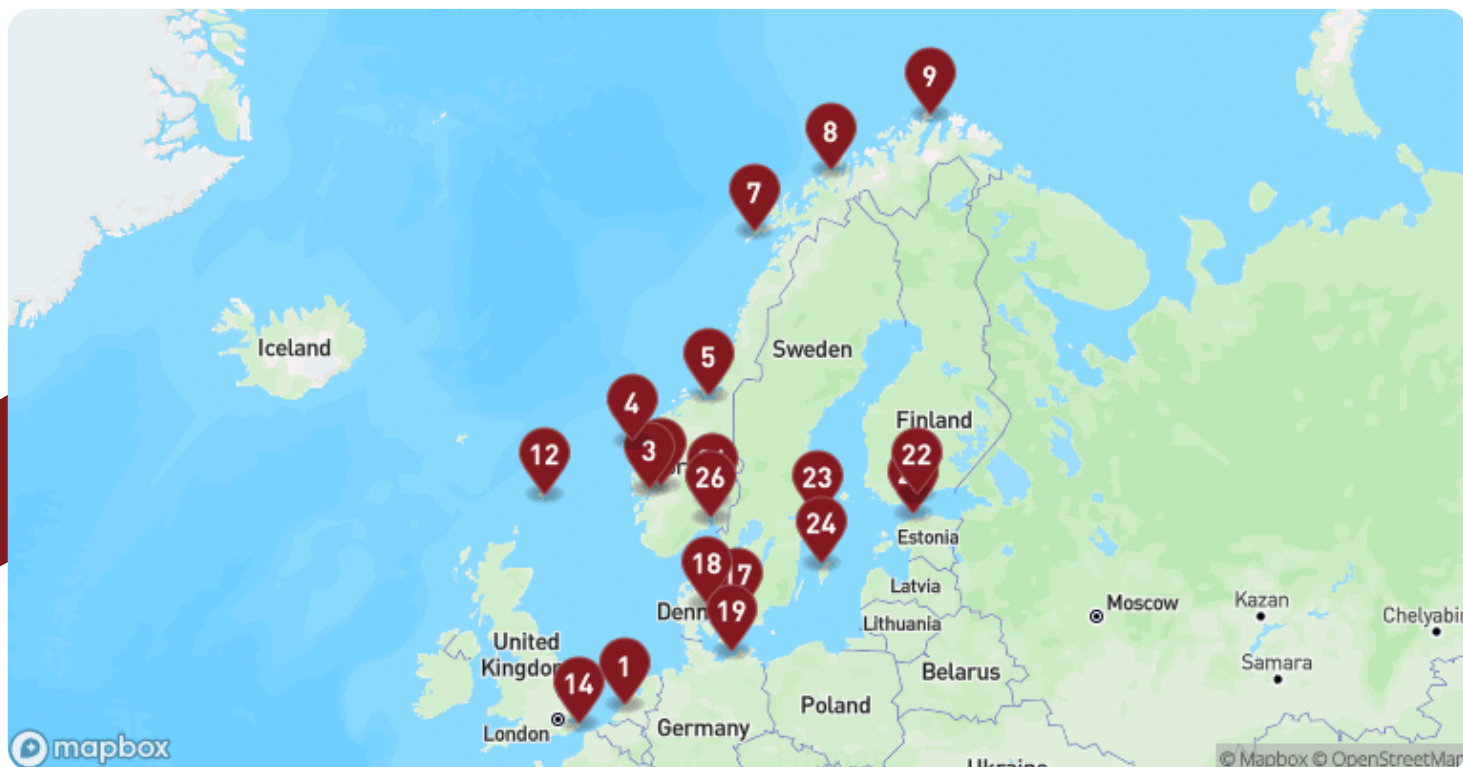 9
8
7
Iceland
Sweden
5
4
Finland
3
12
22
26
23
24
Estonia
18
17
Latvia
Moscow
Kazan
19
Lithuania
Chelyabin
United
Kingdor
Samara
1
Belarus
14
Poland
London
Germany
mapbox
© Mapbox © OpenStreetMap